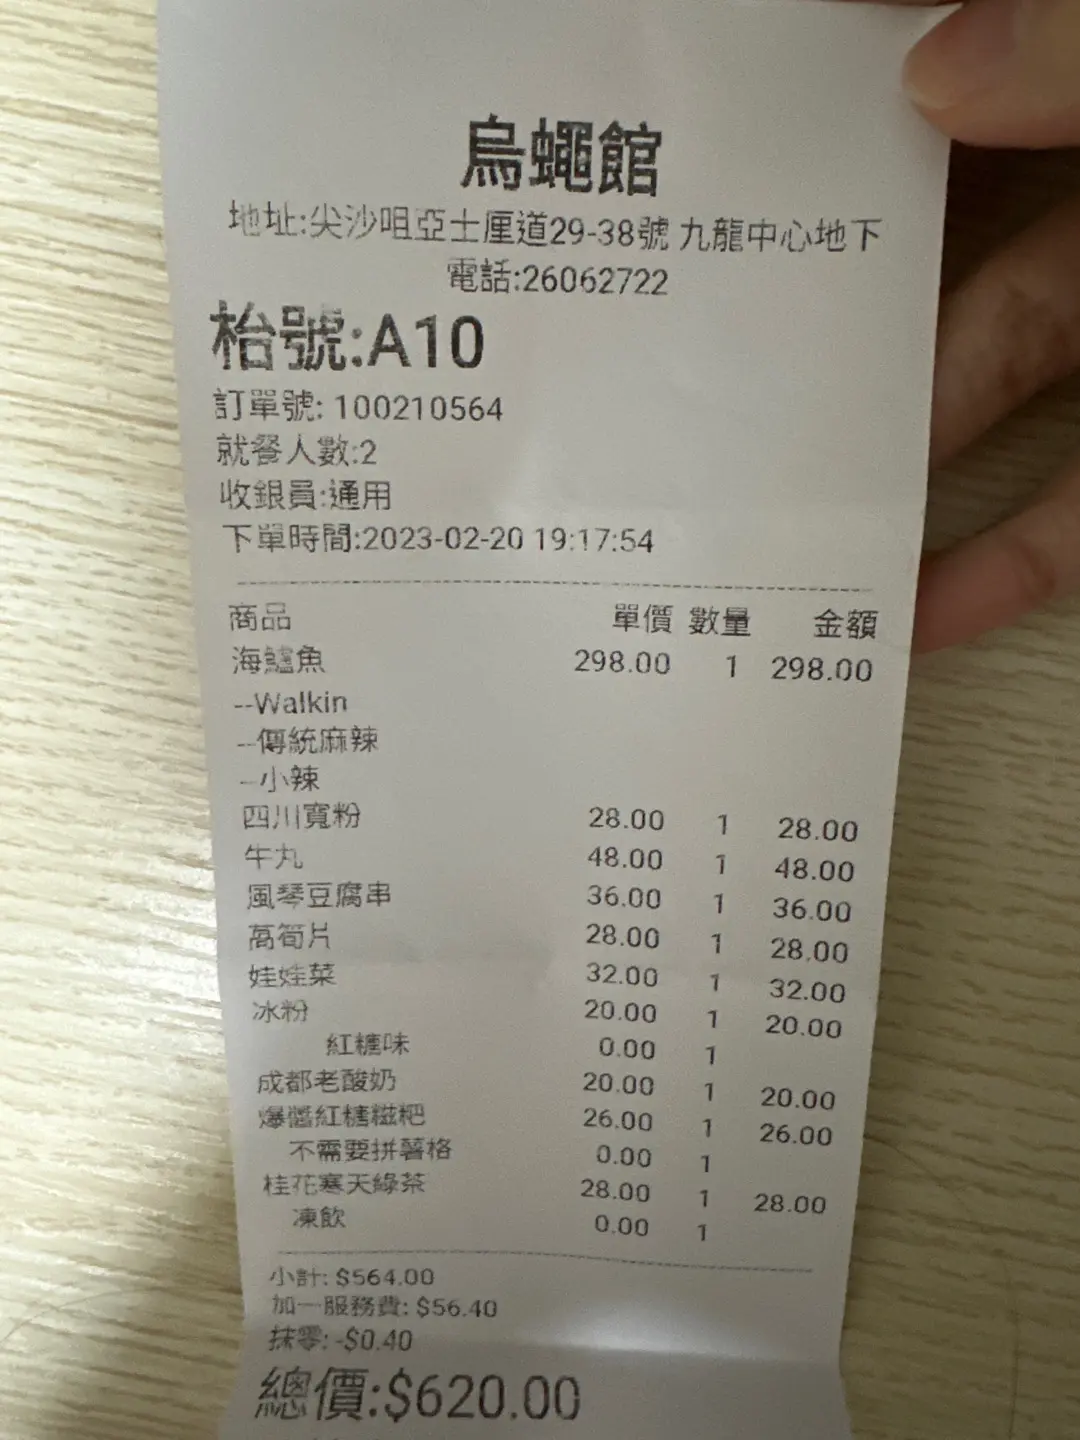 烏蠅館
地址:尖沙咀亞士厘道29-38號 九龍中心地下
電話:26062722
枱號:A10
訂單號: 100210564
就餐人數:2
收銀員:通用
下單時間:2023-02-20 19:17:54
商品 單價 數量 金額
海鱸魚 298.00 1 298.00
--Walkin
--傳統麻辣
--小辣
四川寬粉 28.00 1 28.00
牛丸 48.00 1 48.00
風琴豆腐串 36.00 1 36.00
萵筍片 28.00 1 28.00
娃娃菜 32.00 1 32.00
冰粉 20.00 1 20.00
紅糖味 0.00 1
成都老酸奶 20.00 1 20.00
爆醬紅糖糍粑 26.00 1 26.00
不需要拼薯格 0.00 1
桂花寒天綠茶 28.00 1 28.00
凍飲 0.00 1
小計: $564.00
加一服務費: $56.40
抹零: -$0.40
總價:$620.00